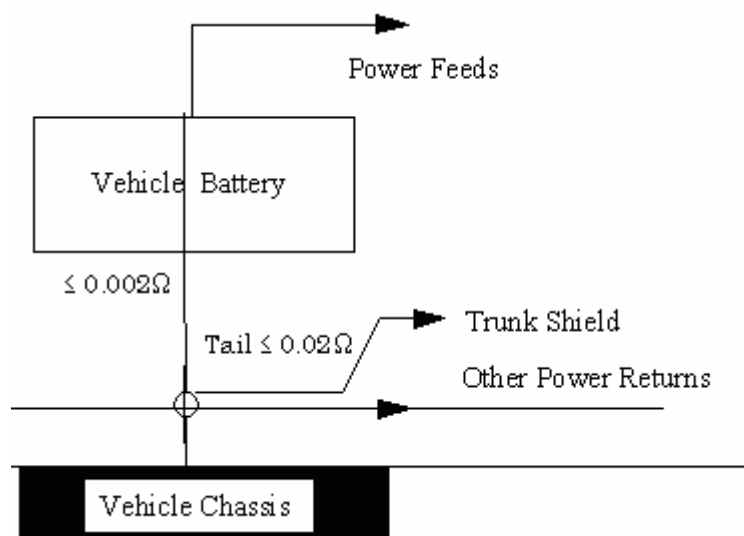 Power Feeds
Vehicle Battery
≤ 0.002Ω
Tail ≤ 0.02Ω
Trunk Shield
Other Power Returns
Vehicle Chassis